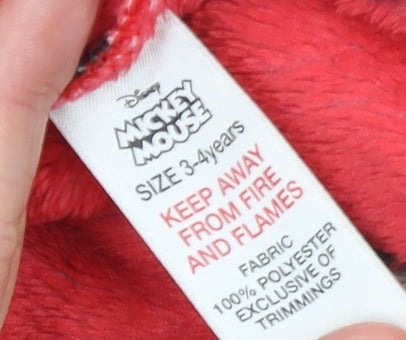 Disney
MICKEY
MOUSE
SIZE 3-4years
KEEP AWAY
FROM FIRE
AND FLAMES
FABRIC
100% POLYESTER
EXCLUSIVE OF
TRIMMINGS